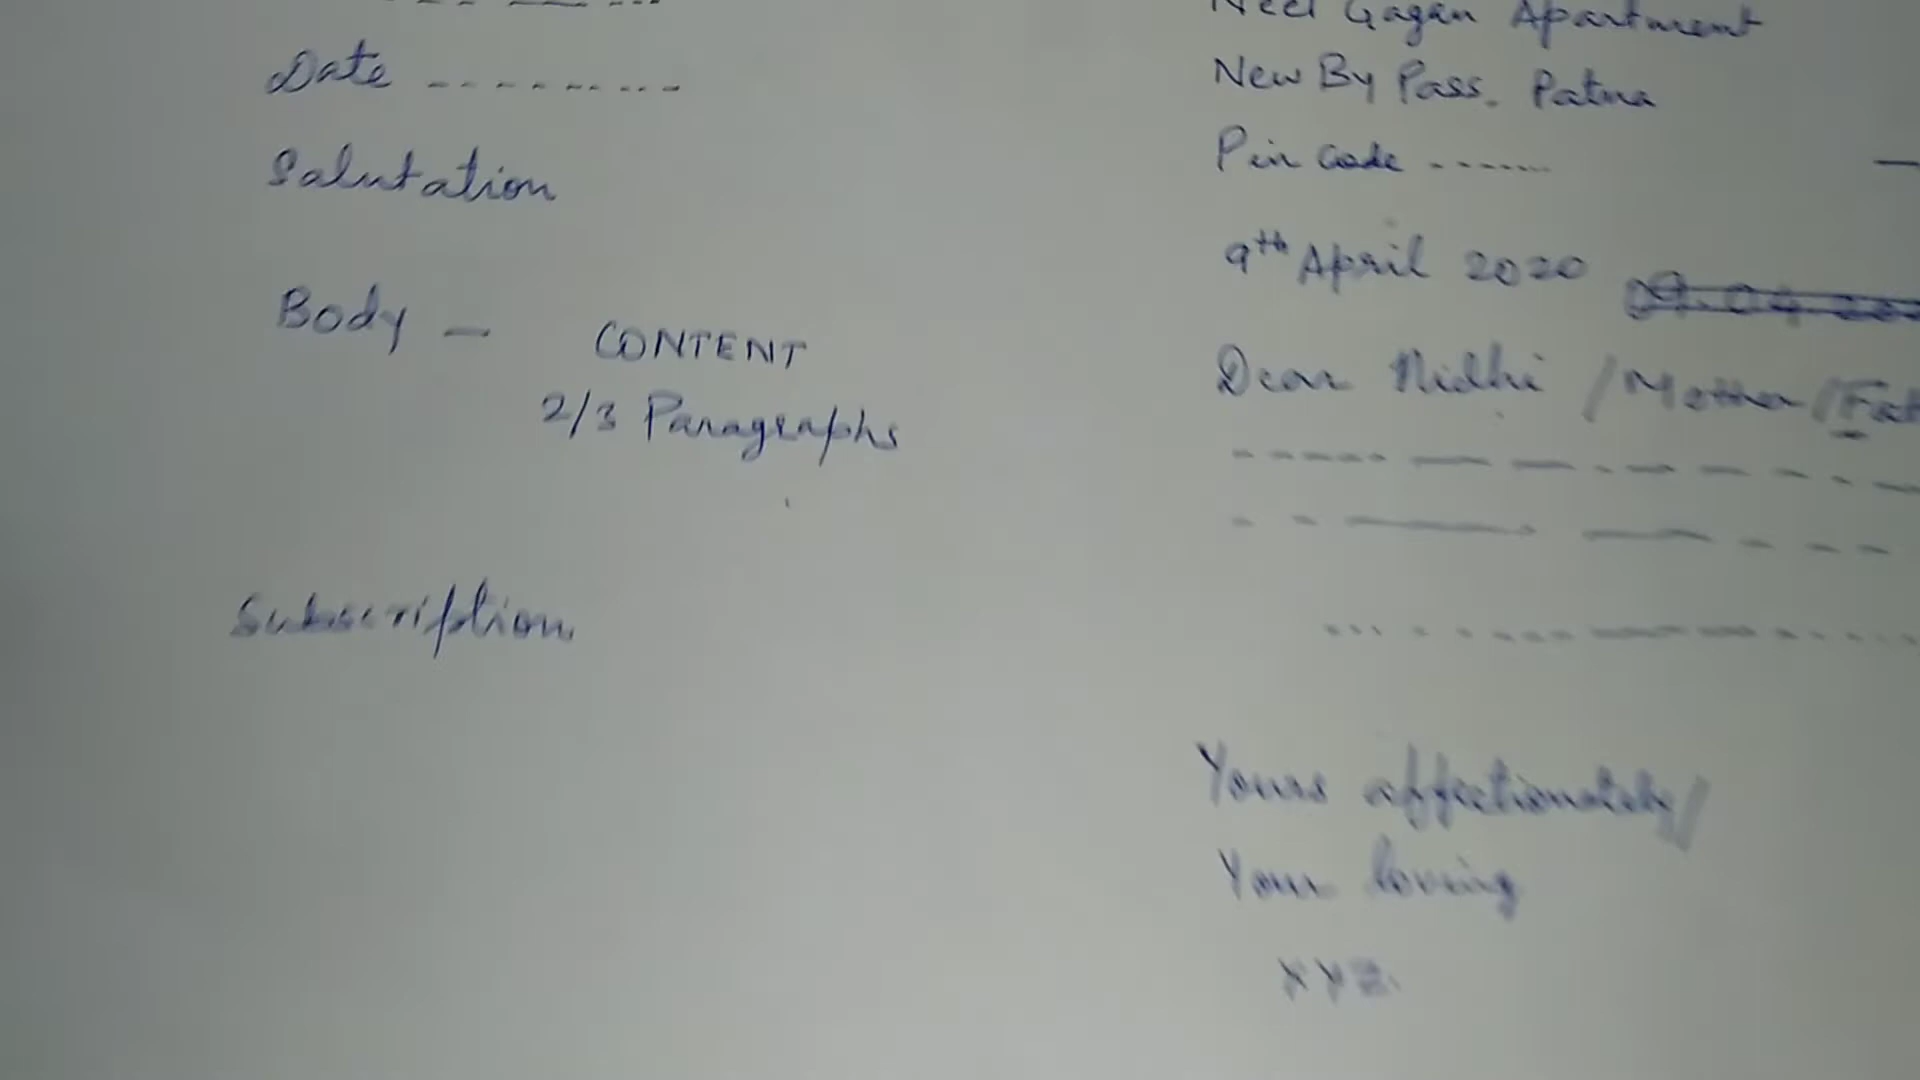 Date ..........
Salutation
Body - CONTENT
2/3 Paragraphs
Subscription
Neel Gagan Apartment
New By Pass. Patna
Pin Code .......
9th April 2020
Dear Nidhi / Mother /
Yours affectionately/
Your loving
XYZ.